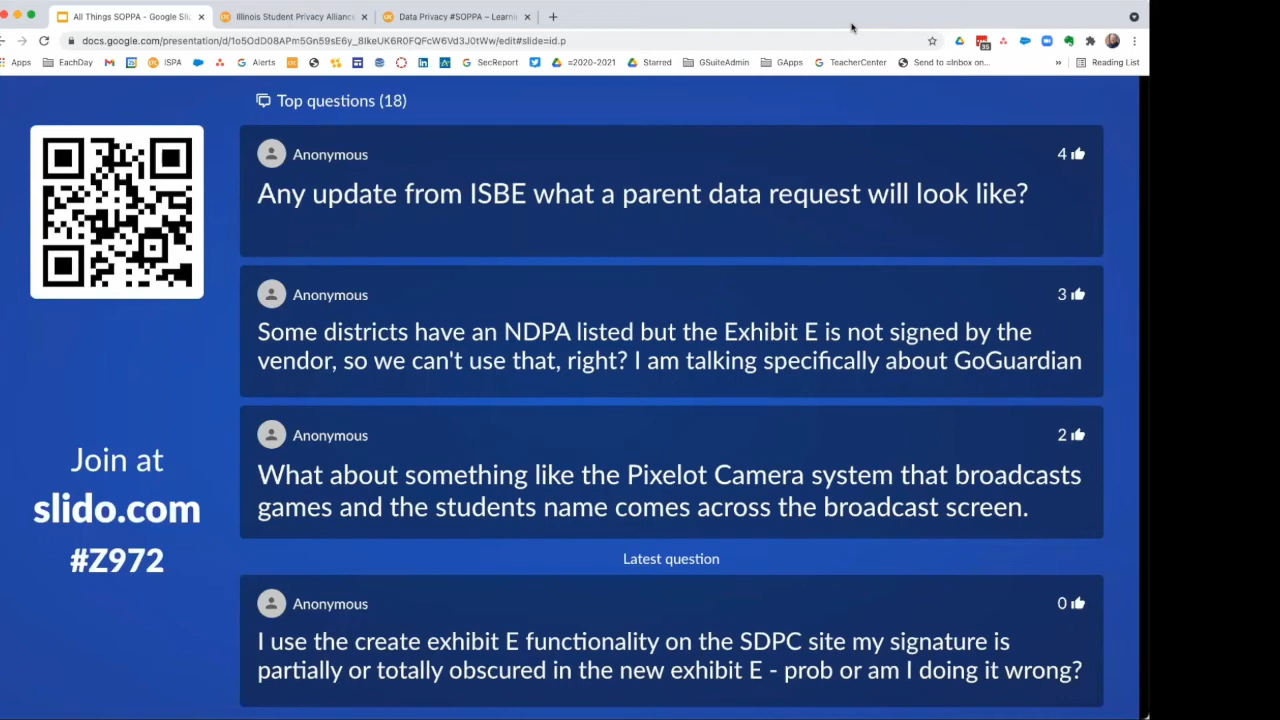 All Things SOPPA - Google Slid
Illinois Student Privacy Alliance
Data Privacy #SOPPA – Learni
docs.google.com/presentation/d/1o5OdD08APm5Gn59sE6y_8IkeUK6R0FQFcW6Vd3J0tWw/edit#slide=id.p
Apps
EachDay
ISPA
Alerts
SecReport
=2020-2021
Starred
GSuiteAdmin
GApps
TeacherCenter
Send to =Inbox on...
»
Reading List
35
Top questions (18)
Anonymous
4
Any update from ISBE what a parent data request will look like?
Anonymous
3
Some districts have an NDPA listed but the Exhibit E is not signed by the
vendor, so we can't use that, right? I am talking specifically about GoGuardian
Anonymous
2
What about something like the Pixelot Camera system that broadcasts
games and the students name comes across the broadcast screen.
Join at
slido.com
#Z972
Latest question
Anonymous
0
I use the create exhibit E functionality on the SDPC site my signature is
partially or totally obscured in the new exhibit E - prob or am I doing it wrong?